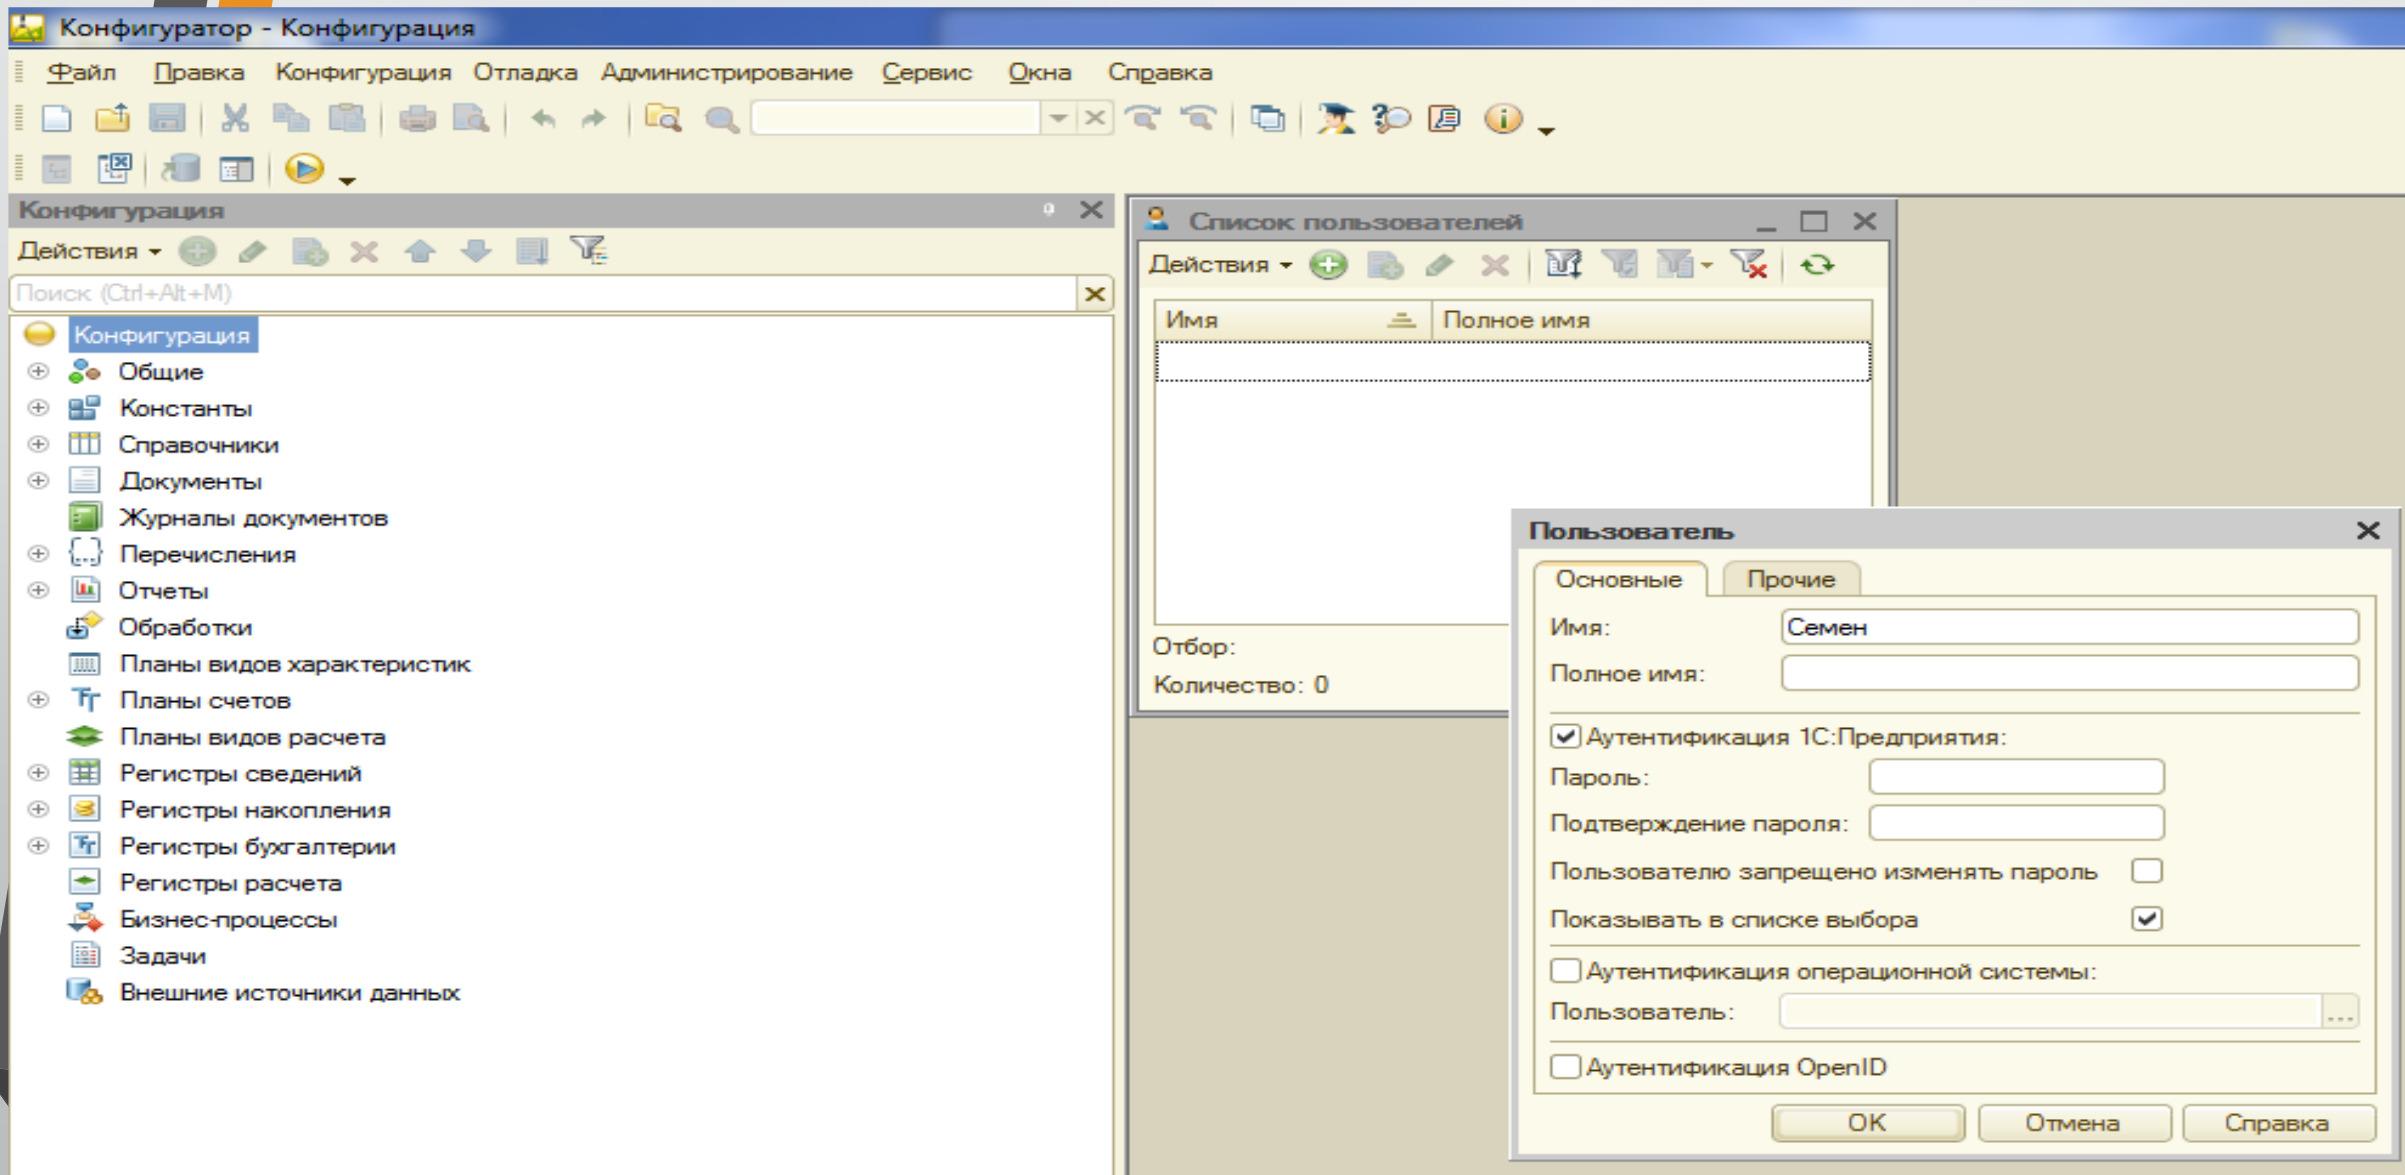 Конфигуратор - Конфигурация
Файл Правка Конфигурация Отладка Администрирование Сервис Окна Справка
Конфигурация
Действия
Поиск (Ctrl+Alt+M)
Конфигурация
Общие
Константы
Справочники
Документы
Журналы документов
Перечисления
Отчеты
Обработки
Планы видов характеристик
Планы счетов
Планы видов расчета
Регистры сведений
Регистры накопления
Регистры бухгалтерии
Регистры расчета
Бизнес-процессы
Задачи
Внешние источники данных
Список пользователей
Действия
Имя Полное имя
Отбор:
Количество: 0
Пользователь
Основные Прочие
Имя: Семен
Полное имя:
Аутентификация 1С:Предприятия:
Пароль:
Подтверждение пароля:
Пользователю запрещено изменять пароль
Показывать в списке выбора
Аутентификация операционной системы:
Пользователь: ...
Аутентификация OpenID
OK Отмена Справка